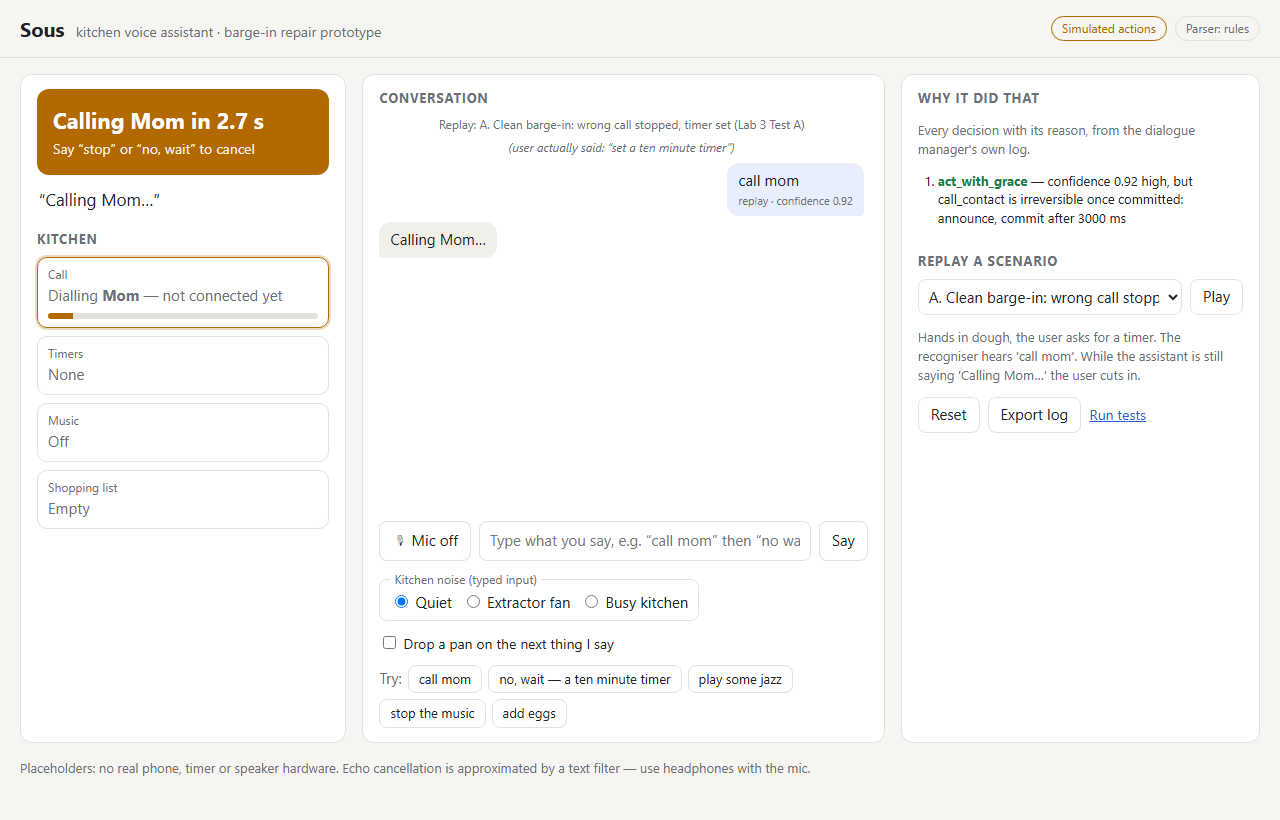 Sous kitchen voice assistant · barge-in repair prototype
Simulated actions
Parser: rules
Calling Mom in 2.7 s
Say “stop” or “no, wait” to cancel
“Calling Mom…”
KITCHEN
Call
Dialling Mom — not connected yet
Timers
None
Music
Off
Shopping list
Empty
CONVERSATION
Replay: A. Clean barge-in: wrong call stopped, timer set (Lab 3 Test A)
(user actually said: “set a ten minute timer”)
call mom
replay · confidence 0.92
Calling Mom…
Mic off
Type what you say, e.g. “call mom” then “no wa
Say
Kitchen noise (typed input)
Quiet
Extractor fan
Busy kitchen
Drop a pan on the next thing I say
Try:
call mom
no, wait — a ten minute timer
play some jazz
stop the music
add eggs
WHY IT DID THAT
Every decision with its reason, from the dialogue
manager's own log.
1. act_with_grace — confidence 0.92 high, but
call_contact is irreversible once committed:
announce, commit after 3000 ms
REPLAY A SCENARIO
A. Clean barge-in: wrong call stopp
Play
Hands in dough, the user asks for a timer. The
recogniser hears 'call mom'. While the assistant is still
saying 'Calling Mom…' the user cuts in.
Reset
Export log
Run tests
Placeholders: no real phone, timer or speaker hardware. Echo cancellation is approximated by a text filter — use headphones with the mic.